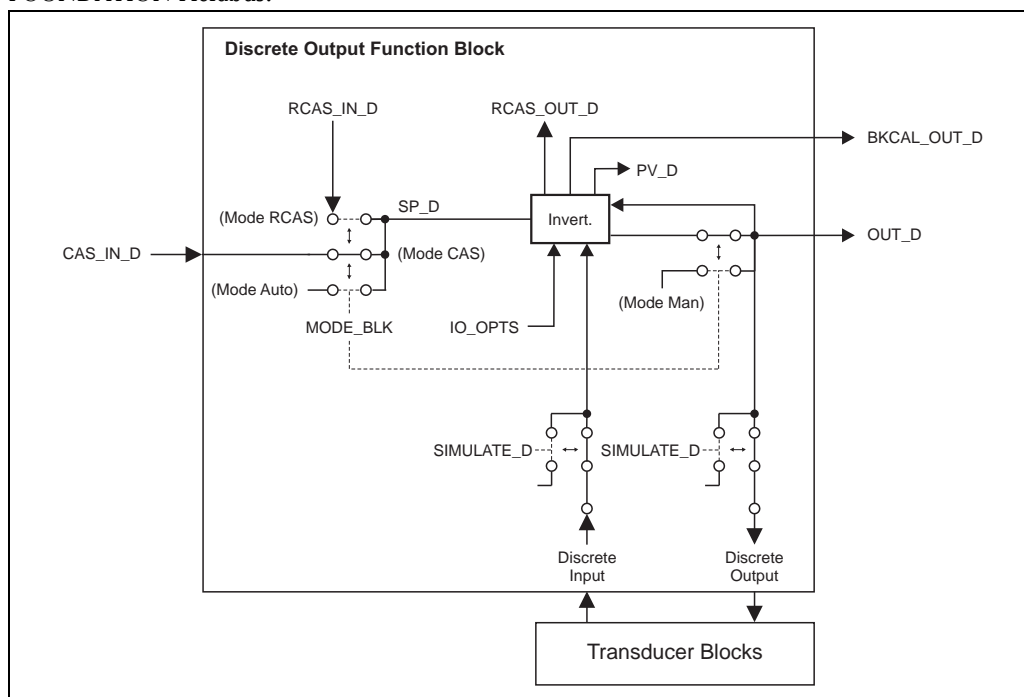 FOUNDATION Fieldbus.
Discrete Output Function Block
RCAS_IN_D
RCAS_OUT_D
BKCAL_OUT_D
PV_D
(Mode RCAS)
SP_D
Invert.
CAS_IN_D
(Mode CAS)
OUT_D
(Mode Auto)
(Mode Man)
MODE_BLK
IO_OPTS
SIMULATE_D
SIMULATE_D
Discrete
Input
Discrete
Output
Transducer Blocks